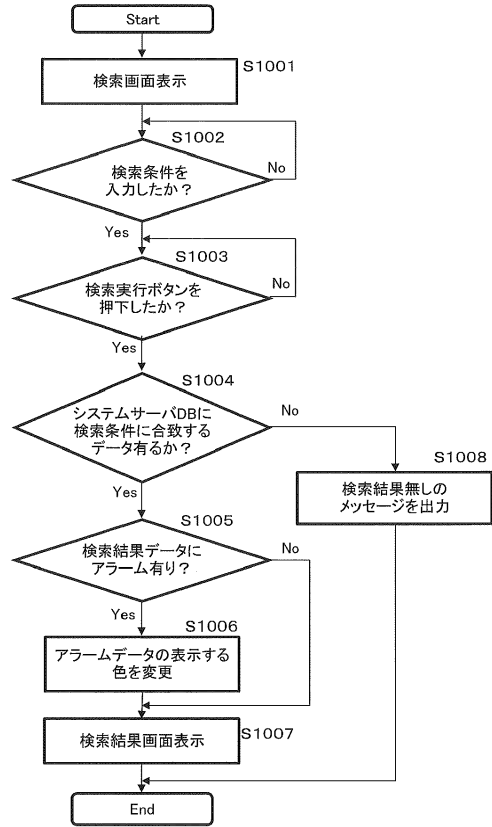 Start
S1001
検索画面表示
S1002
検索条件を
入力したか？
No
Yes
S1003
検索実行ボタンを
押下したか？
No
Yes
S1004
システムサーバDBに
検索条件に合致する
データ有るか？
No
Yes
S1008
検索結果無しの
メッセージを出力
S1005
検索結果データに
アラーム有り？
No
Yes
S1006
アラームデータの表示する
色を変更
S1007
検索結果画面表示
End